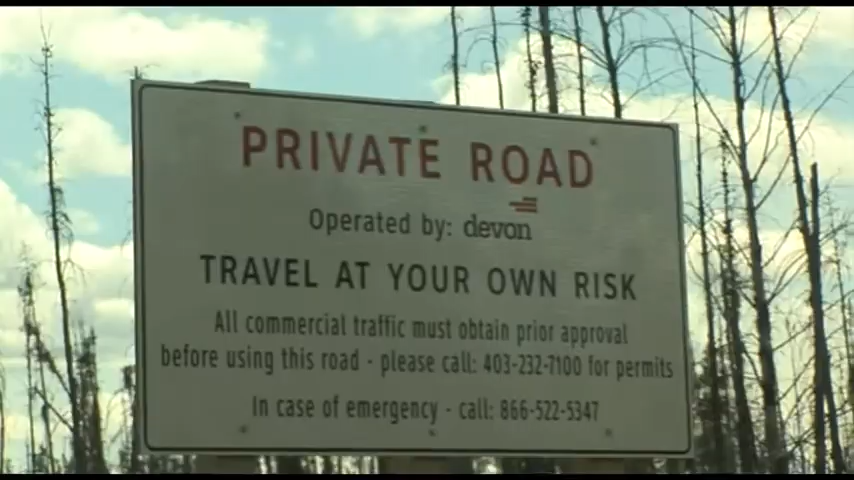 PRIVATE ROAD
Operated by: devon
TRAVEL AT YOUR OWN RISK
All commercial traffic must obtain prior approval
before using this road - please call: 403-232-7100 for permits
In case of emergency - call: 866-522-5347